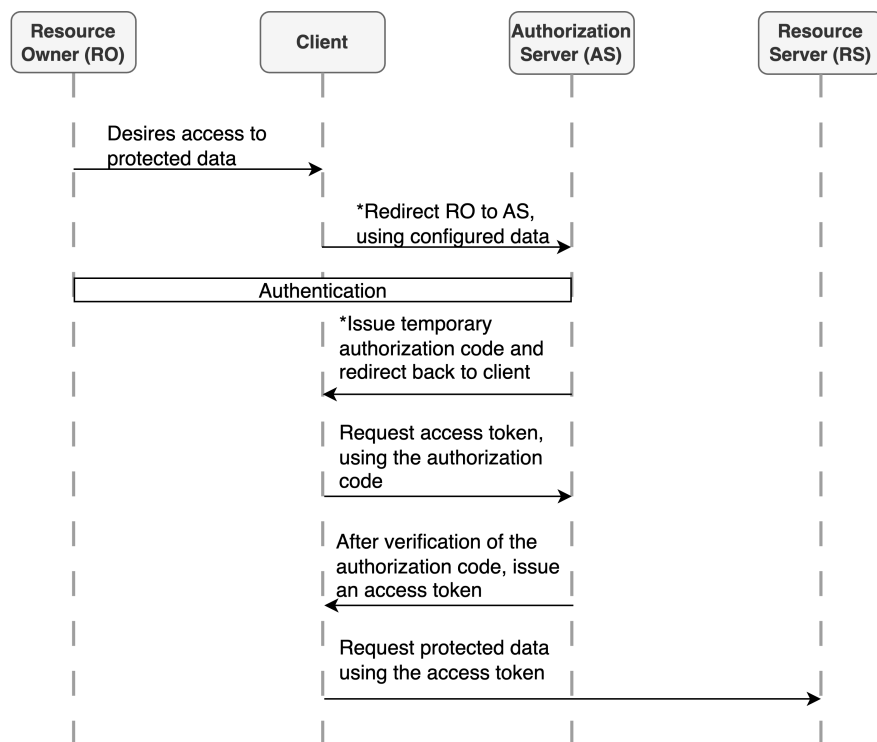 Resource
Owner (RO)
Client
Authorization
Server (AS)
Resource
Server (RS)
Desires access to
protected data
*Redirect RO to AS,
using configured data
Authentication
*Issue temporary
authorization code and
redirect back to client
Request access token,
using the authorization
code
After verification of the
authorization code, issue
an access token
Request protected data
using the access token